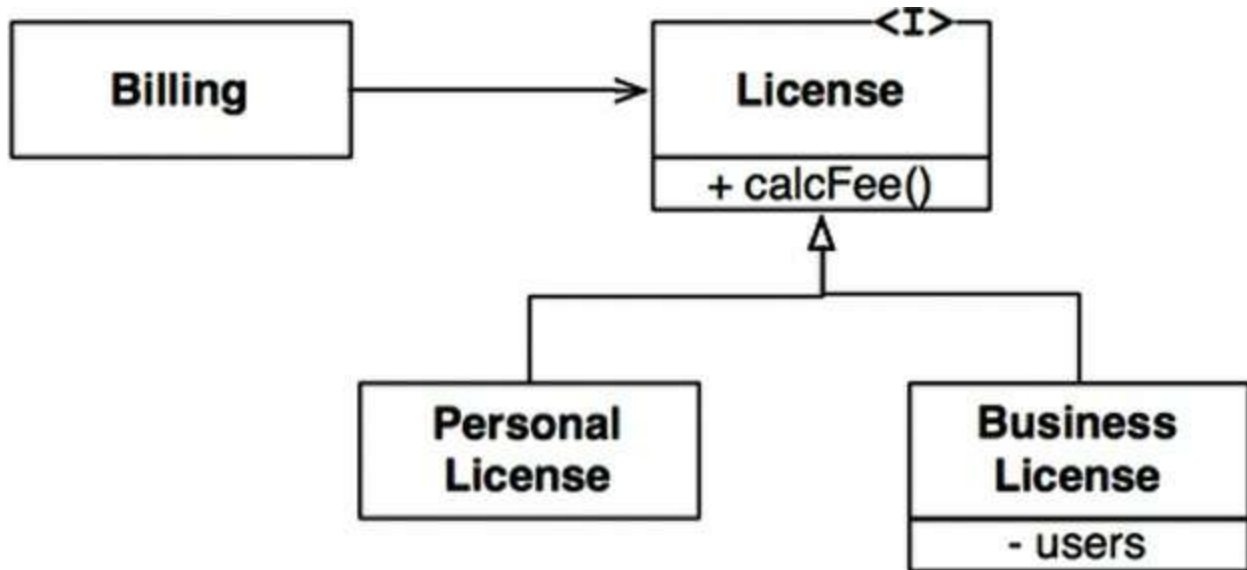 <I>
Billing
License
+ calcFee()
Personal
License
Business
License
- users